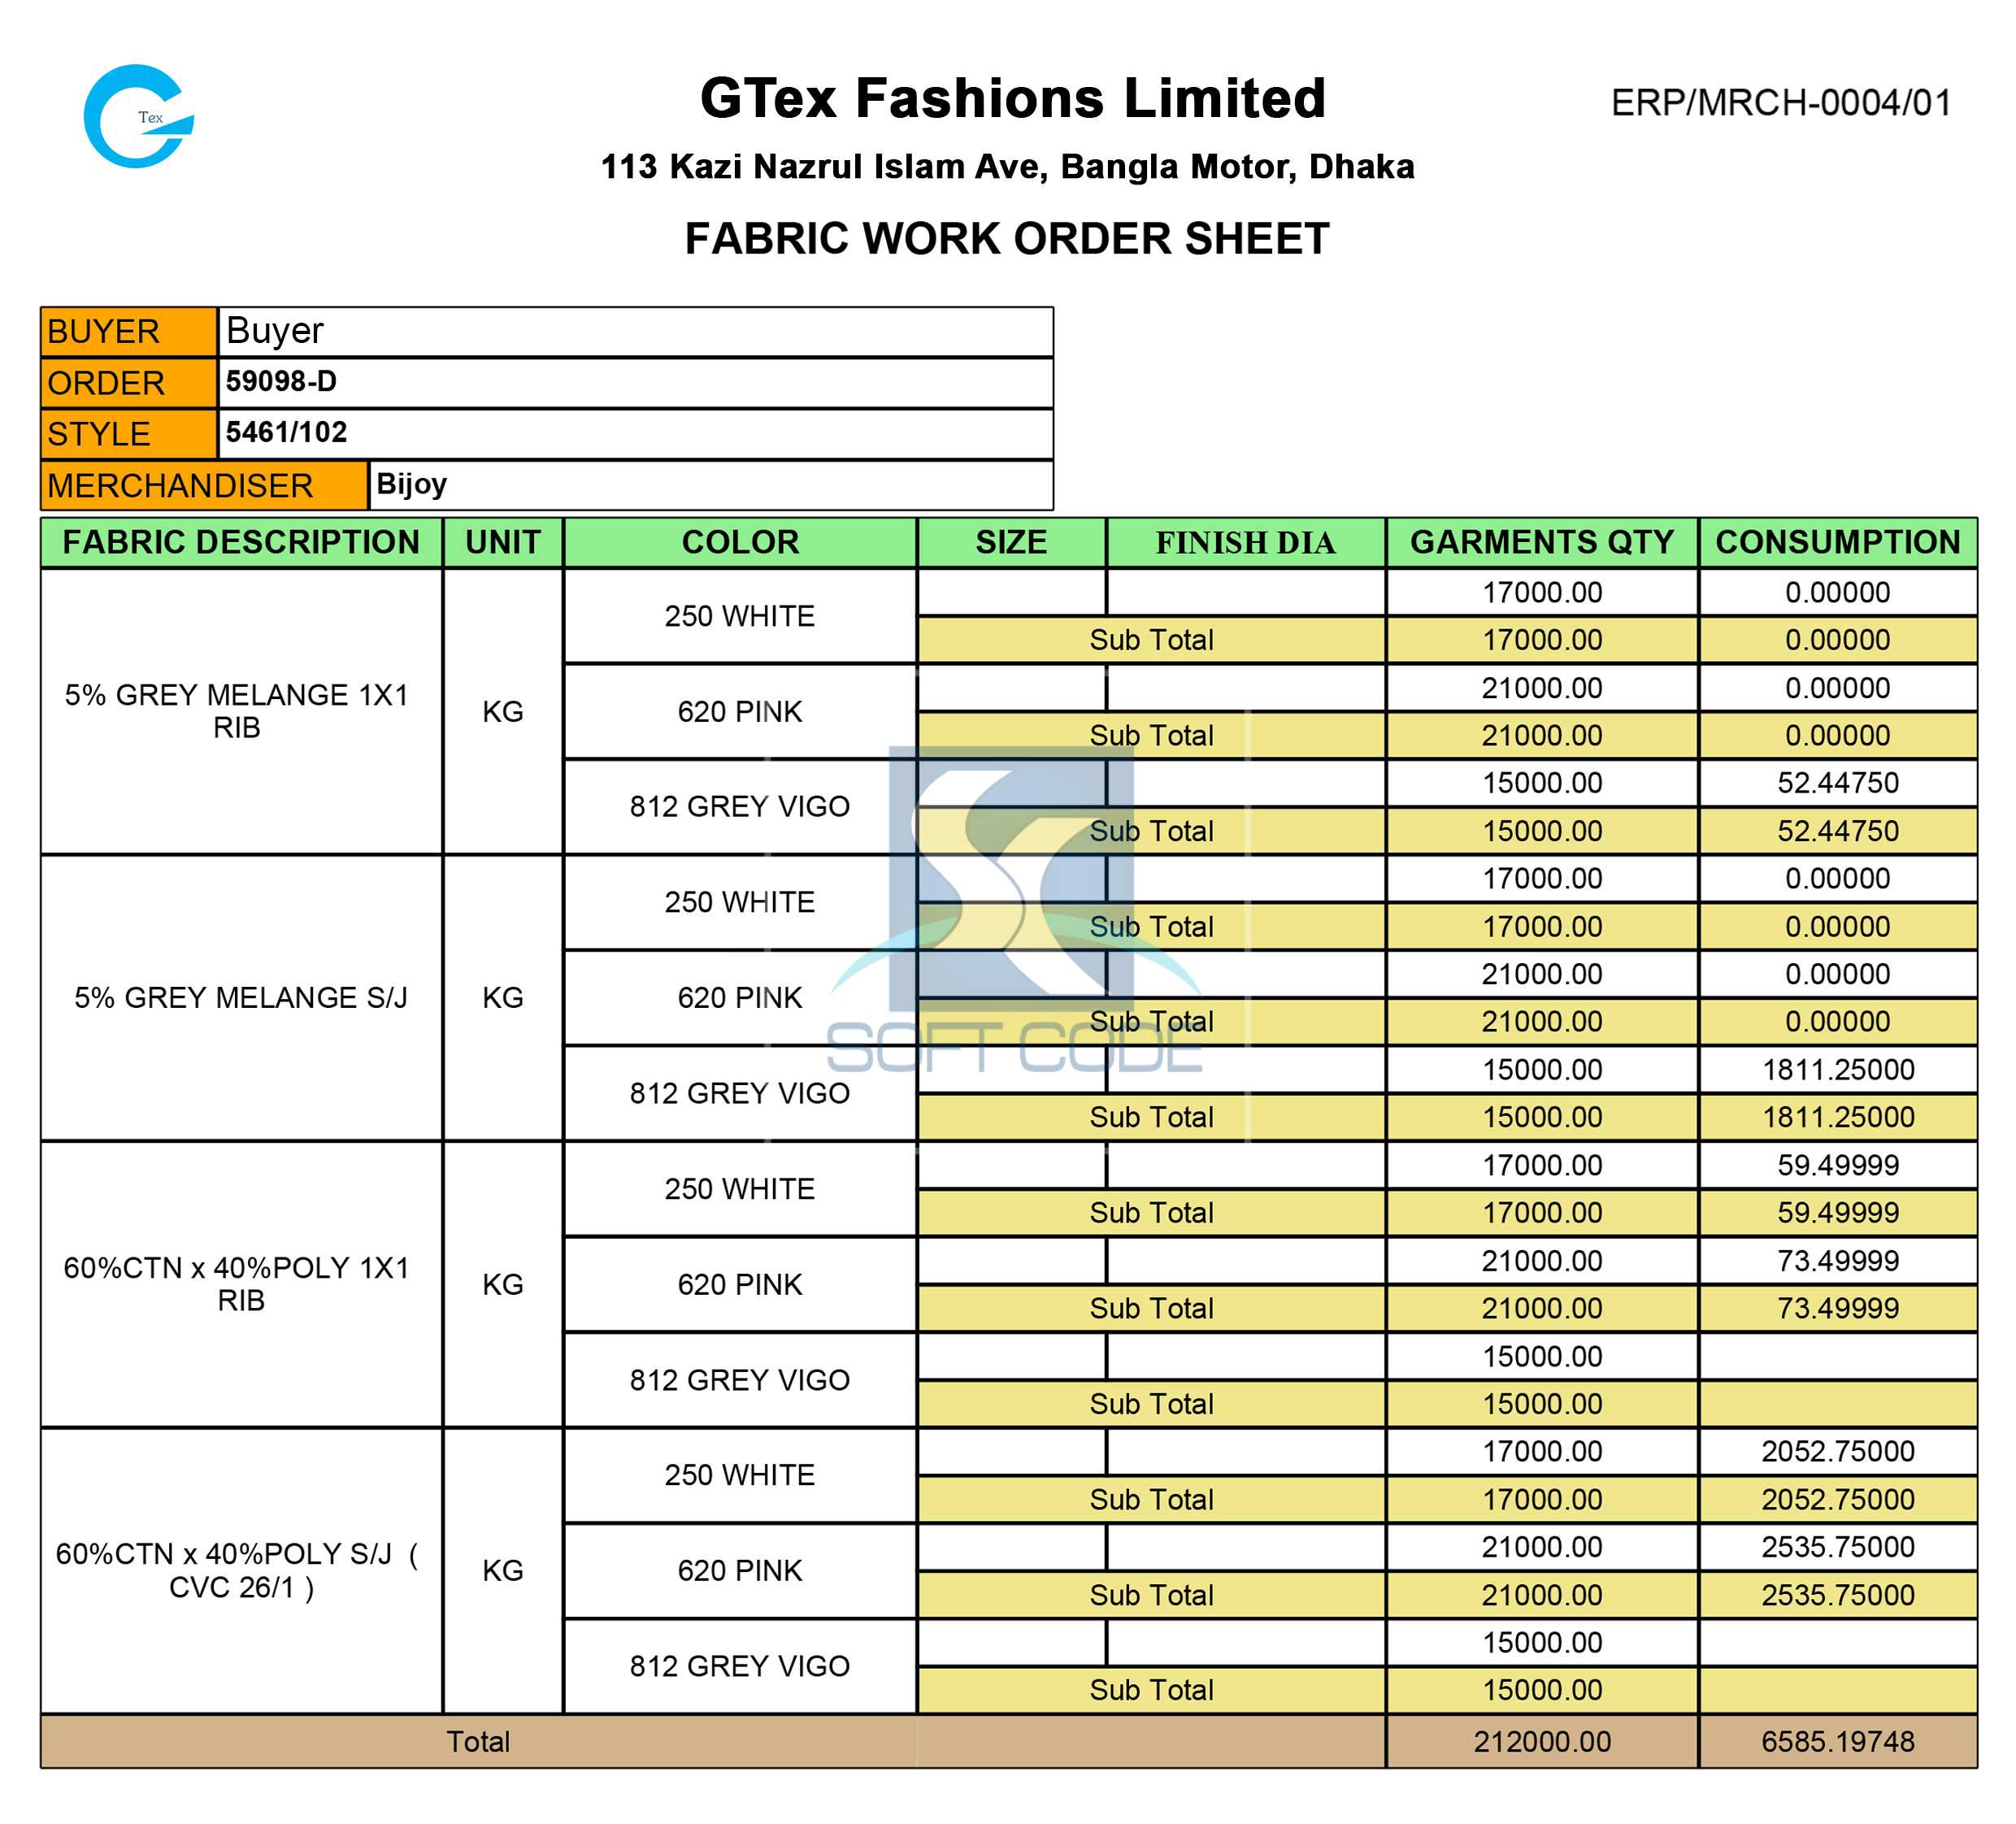 Tex
GTex Fashions Limited
ERP/MRCH-0004/01
113 Kazi Nazrul Islam Ave, Bangla Motor, Dhaka
FABRIC WORK ORDER SHEET
BUYER Buyer
ORDER 59098-D
STYLE 5461/102
MERCHANDISER Bijoy
FABRIC DESCRIPTION UNIT COLOR SIZE FINISH DIA GARMENTS QTY CONSUMPTION
5% GREY MELANGE 1X1
RIB
KG
250 WHITE
17000.00 0.00000
Sub Total 17000.00 0.00000
620 PINK
21000.00 0.00000
Sub Total 21000.00 0.00000
812 GREY VIGO
15000.00 52.44750
Sub Total 15000.00 52.44750
5% GREY MELANGE S/J
KG
250 WHITE
17000.00 0.00000
Sub Total 17000.00 0.00000
620 PINK
21000.00 0.00000
Sub Total 21000.00 0.00000
812 GREY VIGO
15000.00 1811.25000
Sub Total 15000.00 1811.25000
SOFT CODE
60%CTN x 40%POLY 1X1
RIB
KG
250 WHITE
17000.00 59.49999
Sub Total 17000.00 59.49999
620 PINK
21000.00 73.49999
Sub Total 21000.00 73.49999
812 GREY VIGO
15000.00
Sub Total 15000.00
60%CTN x 40%POLY S/J (
CVC 26/1 )
KG
250 WHITE
17000.00 2052.75000
Sub Total 17000.00 2052.75000
620 PINK
21000.00 2535.75000
Sub Total 21000.00 2535.75000
812 GREY VIGO
15000.00
Sub Total 15000.00
Total 212000.00 6585.19748